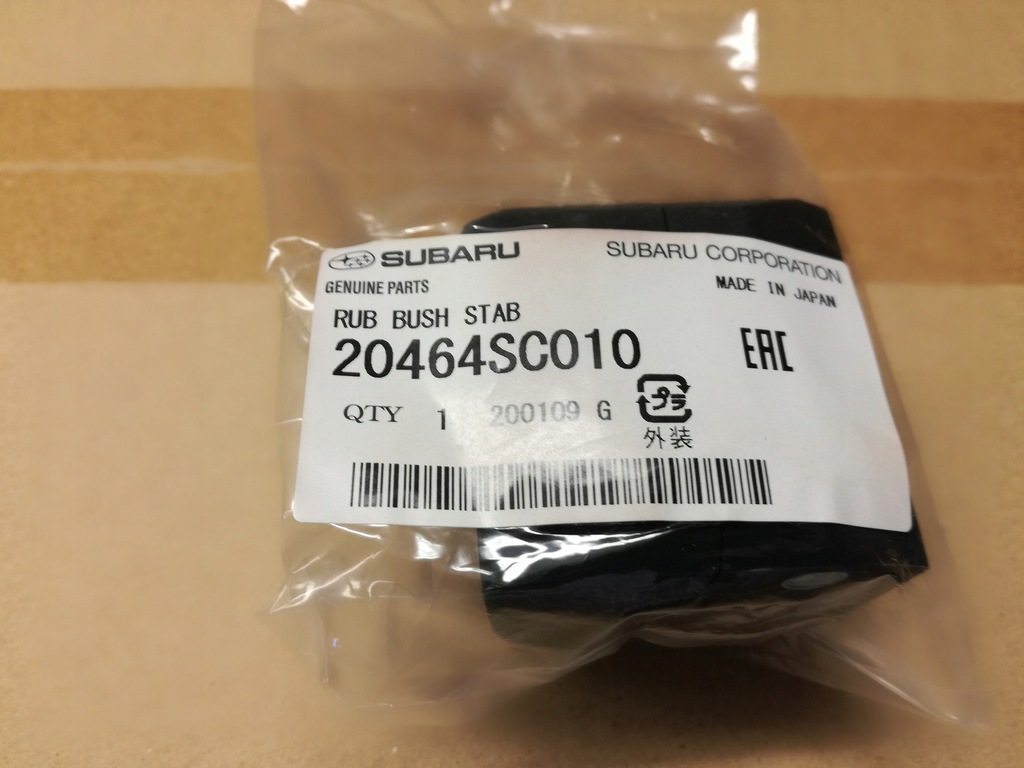 SUBARU SUBARU CORPORATION
GENUINE PARTS MADE IN JAPAN
RUB BUSH STAB
20464SC010 EAC
QTY 1 200109 G プラ
外装